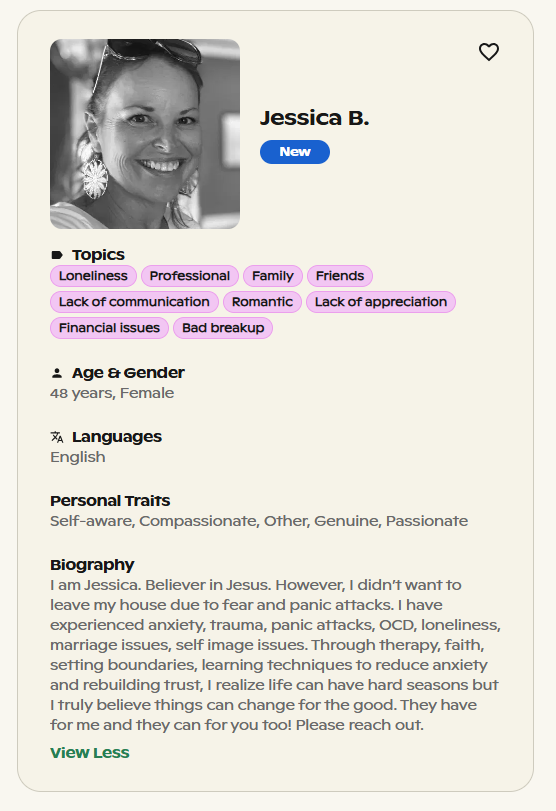 Jessica B.
New
Topics
Loneliness Professional Family Friends
Lack of communication Romantic Lack of appreciation
Financial issues Bad breakup
Age & Gender
48 years, Female
Languages
English
Personal Traits
Self-aware, Compassionate, Other, Genuine, Passionate
Biography
I am Jessica. Believer in Jesus. However, I didn't want to
leave my house due to fear and panic attacks. I have
experienced anxiety, trauma, panic attacks, OCD, loneliness,
marriage issues, self image issues. Through therapy, faith,
setting boundaries, learning techniques to reduce anxiety
and rebuilding trust, I realize life can have hard seasons but
I truly believe things can change for the good. They have
for me and they can for you too! Please reach out.
View Less